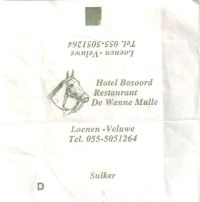 Tel. 055-5051264
Loenen - Veluwe
Hotel Bosoord
Restaurant
De Wanne Mulle
Loenen - Veluwe
Tel. 055-5051264
Suiker
D